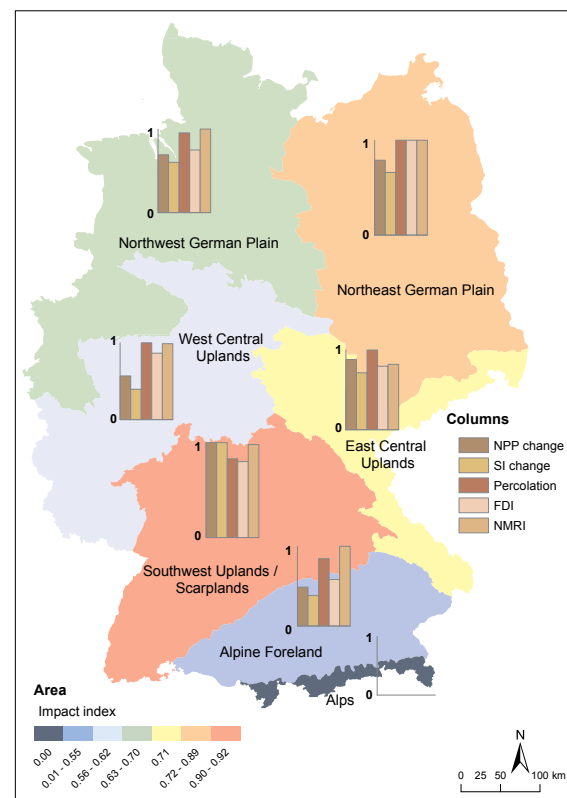 1
0
Northwest German Plain
1
0
Northeast German Plain
West Central
Uplands
1
0
1
0
East Central
Uplands
Columns
NPP change
SI change
Percolation
FDI
NMRI
1
0
Southwest Uplands /
Scarplands
1
0
Alpine Foreland
1
0
Alps
Area
Impact index
0.00
0.01 - 0.55
0.56 - 0.62
0.63 - 0.70
0.71
0.72 - 0.89
0.90 - 0.92
N
0 25 50 100 km